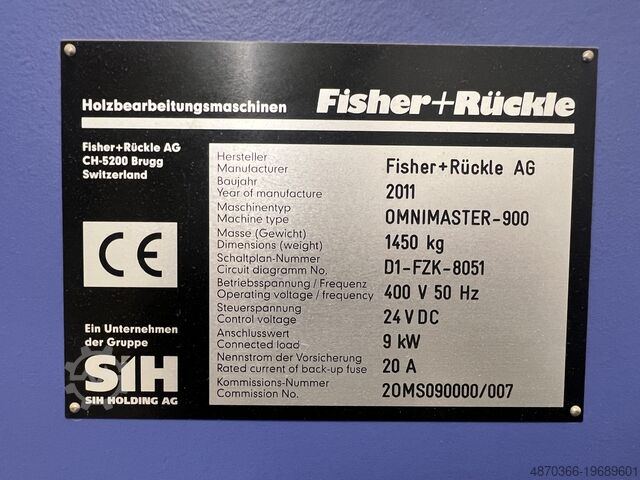 Holzbearbeitungsmaschinen Fisher+Rückle
Fisher+Rückle AG
CH-5200 Brugg
Switzerland
CE
Ein Unternehmen
der Gruppe
SIH
SIH HOLDING AG
Hersteller
Manufacturer Fisher+Rückle AG
Baujahr
Year of manufacture 2011
Maschinentyp
Machine type OMNIMASTER-900
Masse (Gewicht)
Dimensions (weight) 1450 kg
Schaltplan-Nummer
Circuit diagramm No. D1-FZK-8051
Betriebsspannung / Frequenz
Operating voltage / frequency 400 V 50 Hz
Steuerspannung
Control voltage 24 V DC
Anschlusswert
Connected load 9 kW
Nennstrom der Vorsicherung
Rated current of back-up fuse 20 A
Kommissions-Nummer
Commission No. 20MS090000/007
4870366-19689601